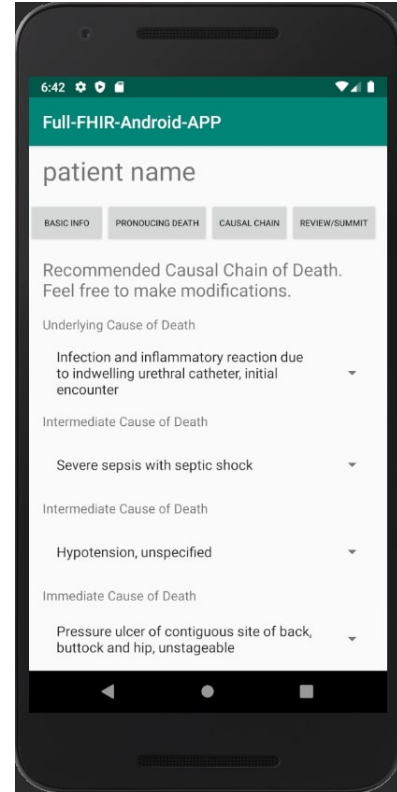 6:42
Full-FHIR-Android-APP
patient name
BASIC INFO PRONOUCING DEATH CAUSAL CHAIN REVIEW/SUMMIT
Recommended Causal Chain of Death.
Feel free to make modifications.
Underlying Cause of Death
Infection and inflammatory reaction due
to indwelling urethral catheter, initial
encounter
Intermediate Cause of Death
Severe sepsis with septic shock
Intermediate Cause of Death
Hypotension, unspecified
Immediate Cause of Death
Pressure ulcer of contiguous site of back,
buttock and hip, unstageable